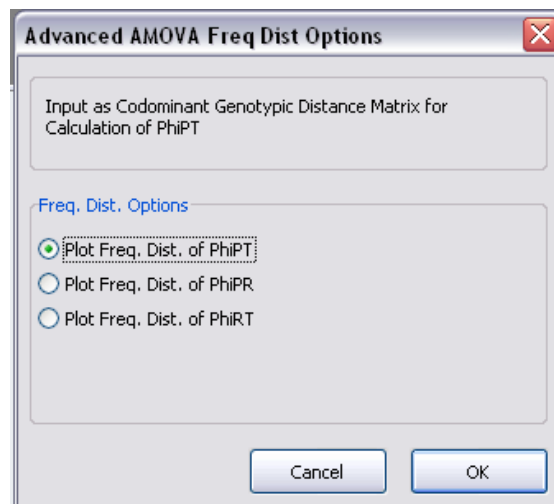 Advanced AMOVA Freq Dist Options
Input as Codominant Genotypic Distance Matrix for
Calculation of PhiPT
Freq. Dist. Options
Plot Freq. Dist. of PhiPT
Plot Freq. Dist. of PhiPR
Plot Freq. Dist. of PhiRT
Cancel
OK